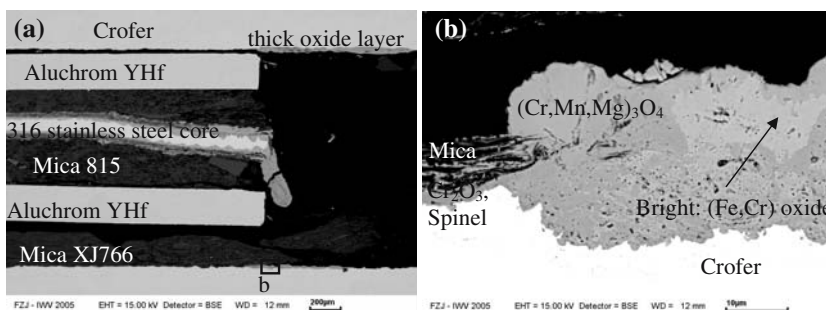 (a)
Crofer
thick oxide layer
Aluchrom YHf
316 stainless steel core
Mica 815
Aluchrom YHf
Mica XJ766
b
FZJ - IWV 2005 EHT = 15.00 kV Detector = BSE WD = 12 mm 200µm
(b)
(Cr,Mn,Mg)3O4
Mica
Cr2O3,
Spinel
Bright: (Fe,Cr) oxide
Crofer
FZJ - IWV 2005 EHT = 15.00 kV Detector = BSE WD = 12 mm 10µm